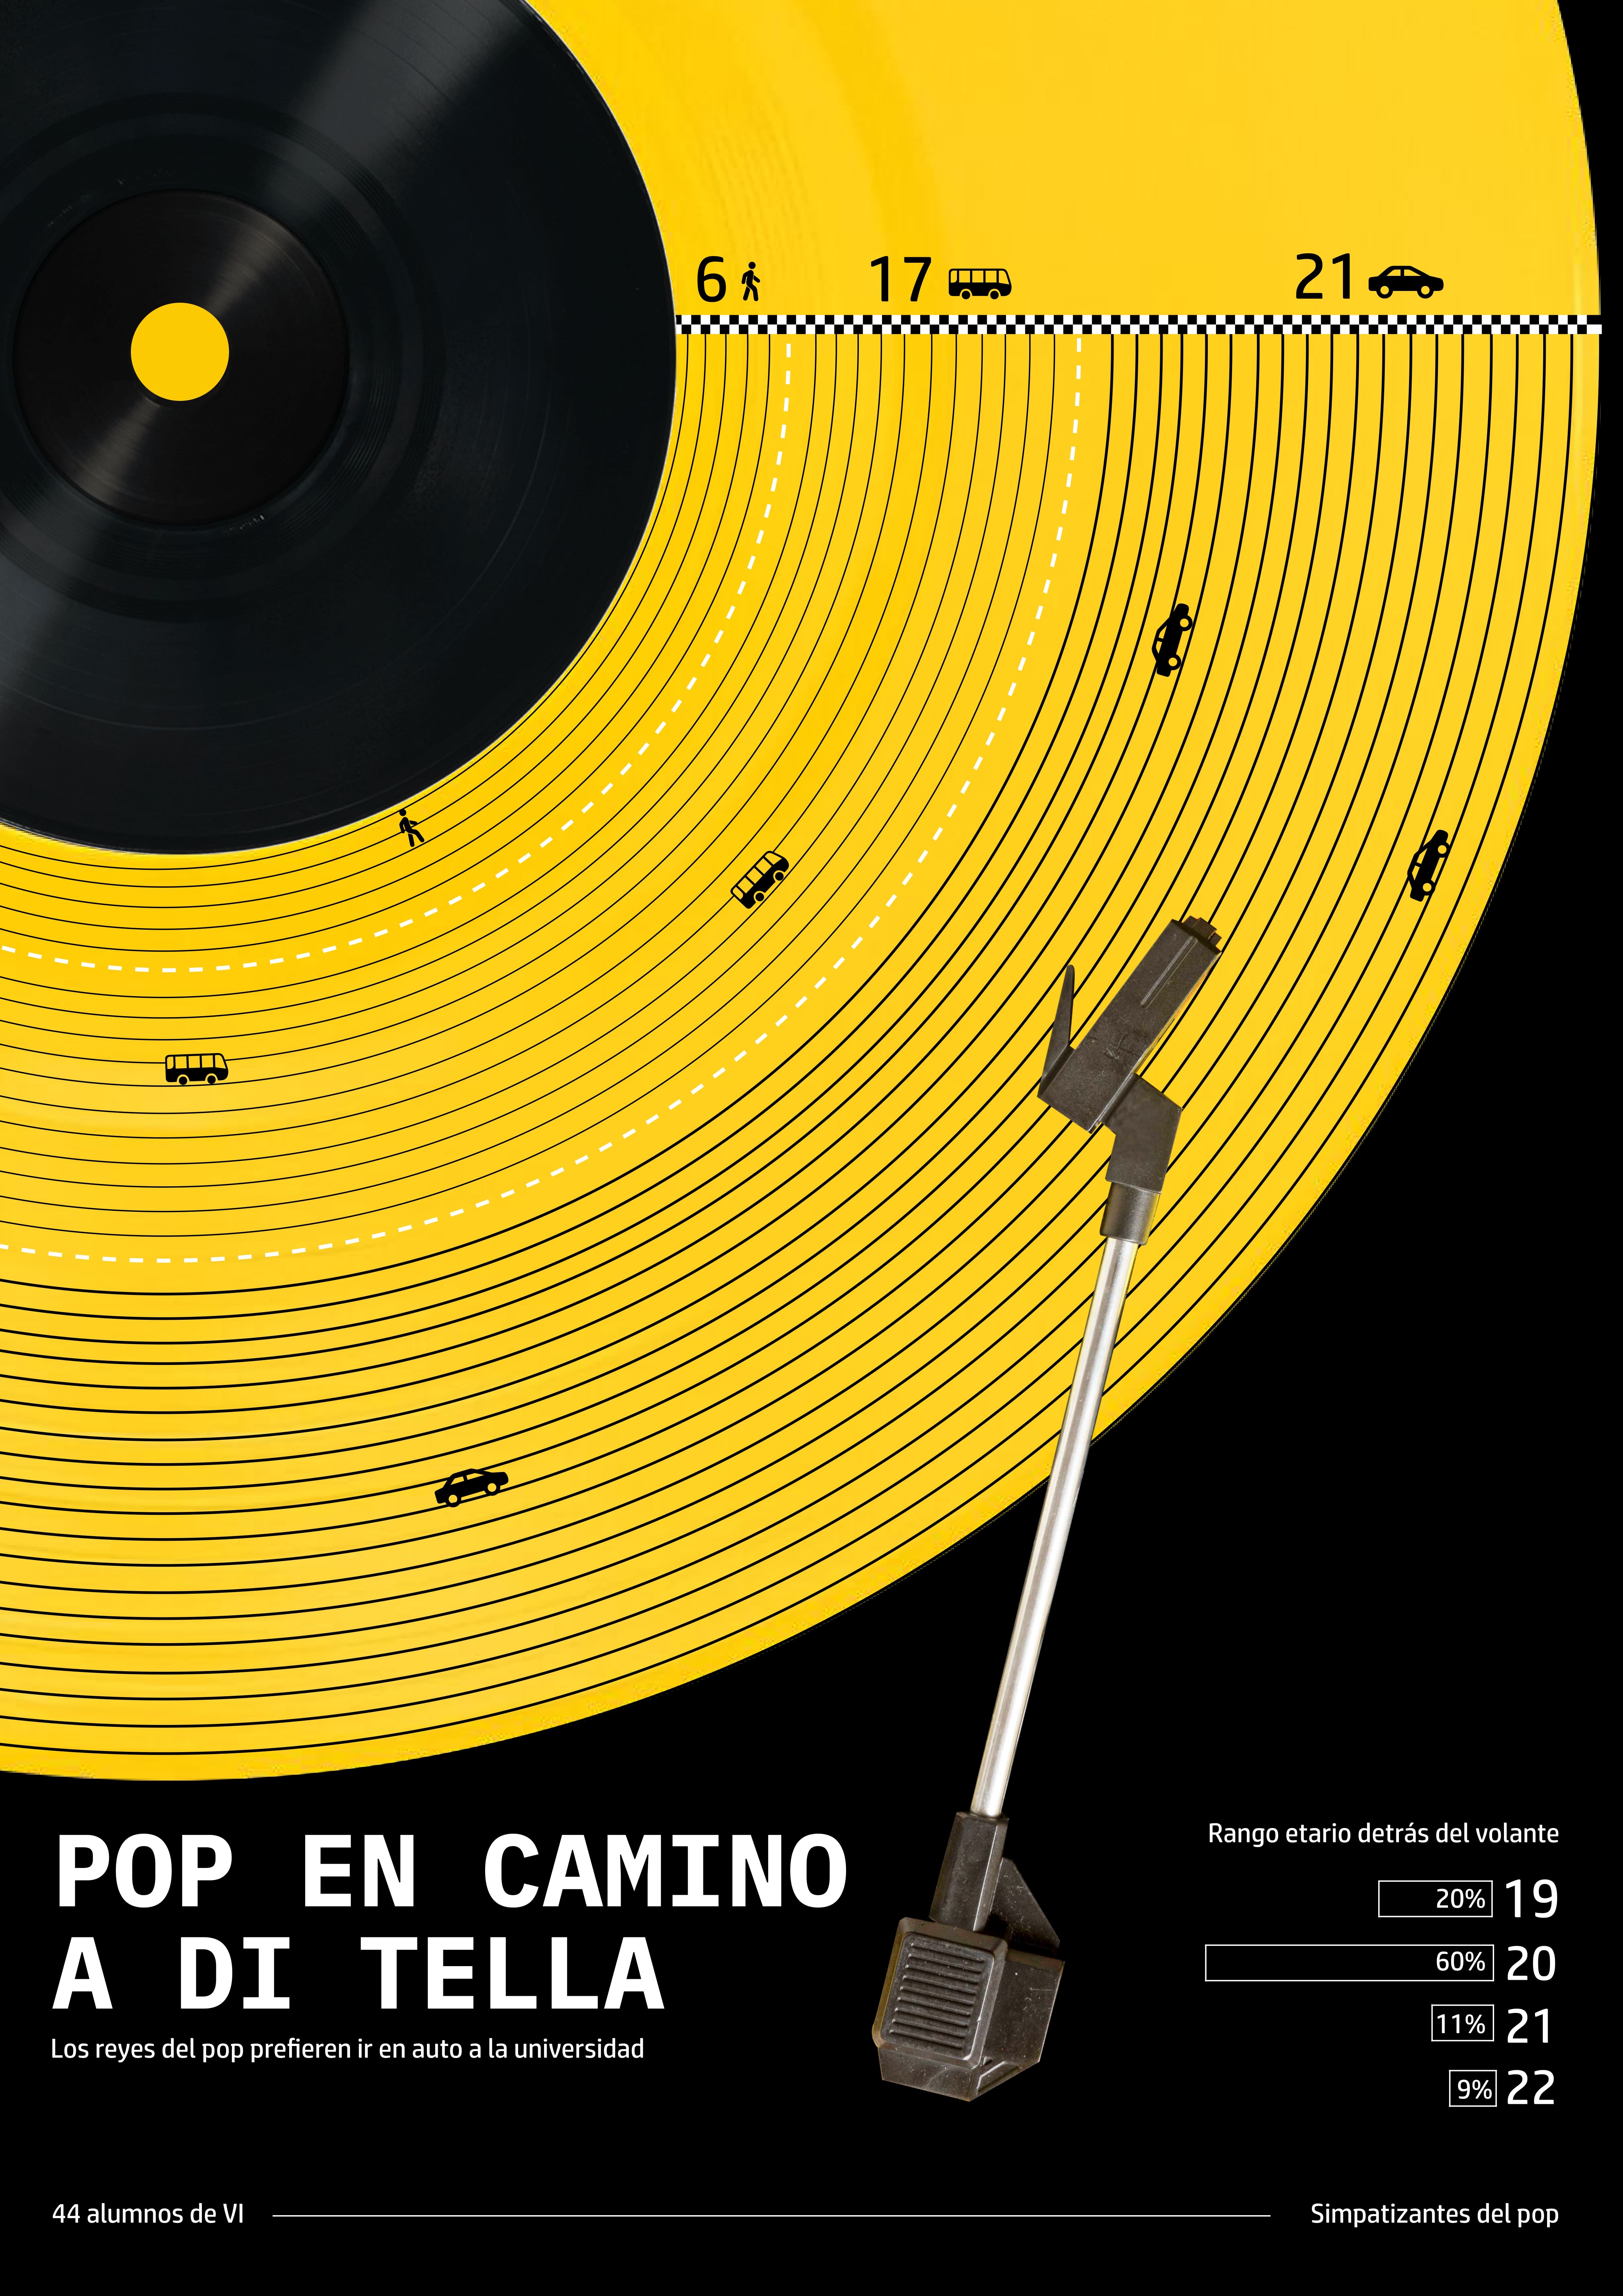 6
17
21
POP EN CAMINO
A DI TELLA
Los reyes del pop prefieren ir en auto a la universidad
Rango etario detrás del volante
20% 19
60% 20
11% 21
9% 22
44 alumnos de VI
Simpatizantes del pop